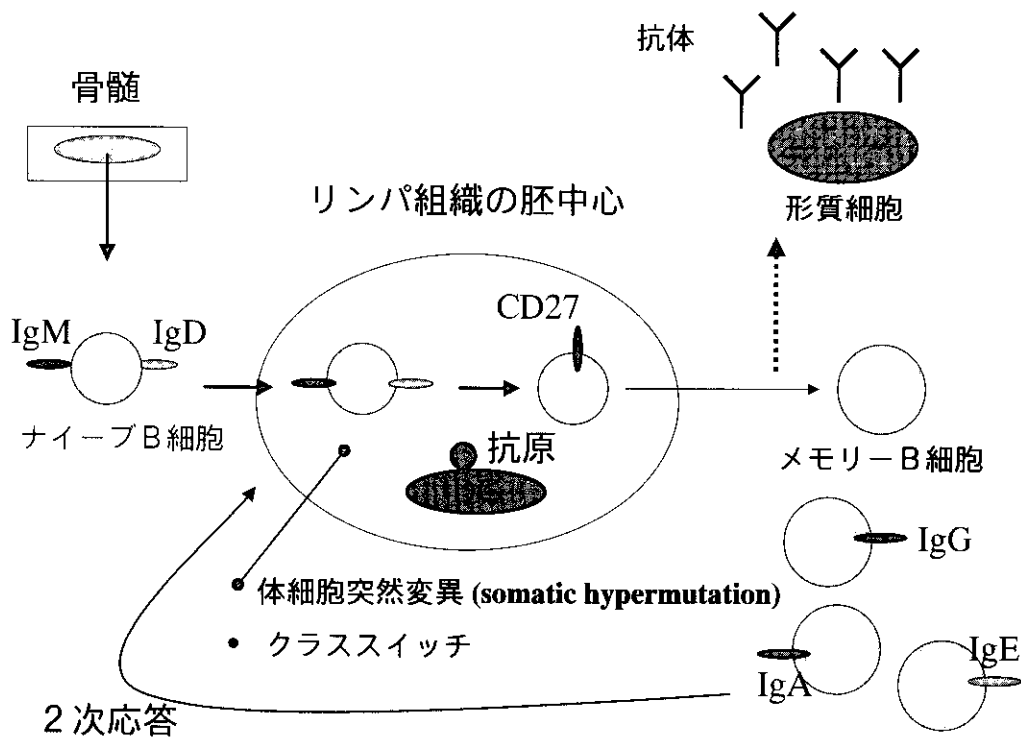 抗体
骨髄
リンパ組織の胚中心
形質細胞
IgM
IgD
CD27
ナイーブB細胞
抗原
メモリーB細胞
IgG
体細胞突然変異 (somatic hypermutation)
クラススイッチ
IgA
IgE
2次応答